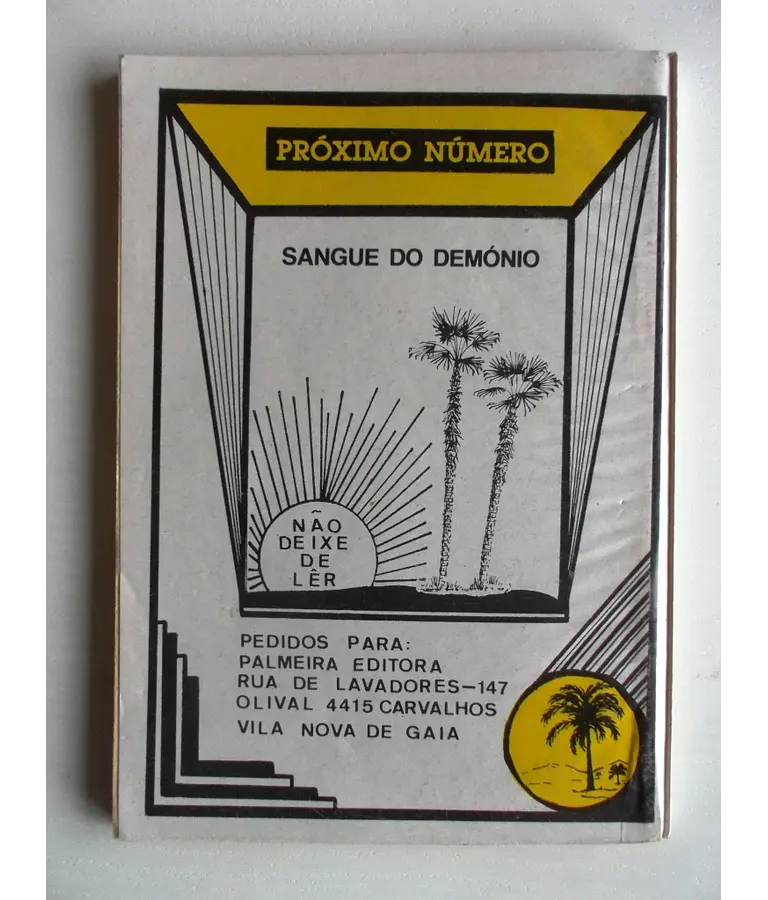 PRÓXIMO NÚMERO
SANGUE DO DEMÓNIO
NÃO
DEIXE
DE
LÊR
PEDIDOS PARA:
PALMEIRA EDITORA
RUA DE LAVADORES-147
OLIVAL 4415 CARVALHOS
VILA NOVA DE GAIA